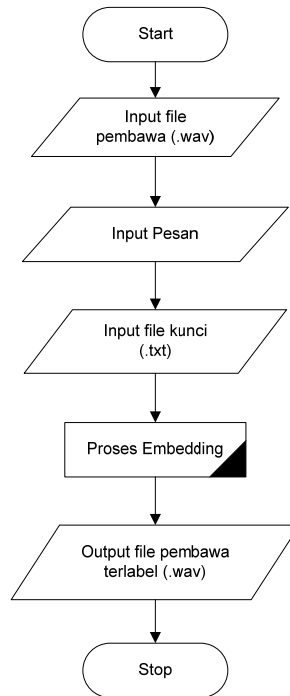 Start
Input file
pembawa (.wav)
Input Pesan
Input file kunci
(.txt)
Proses Embedding
Output file pembawa
terlabel (.wav)
Stop